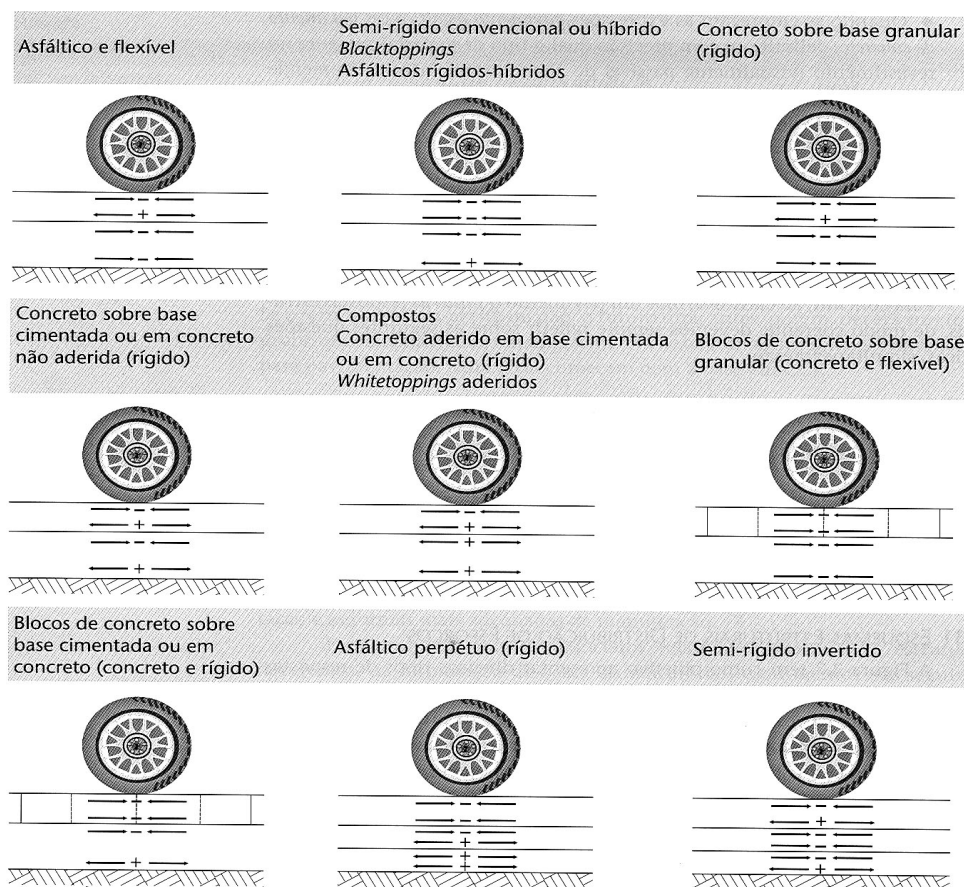 Asfáltico e flexível
Semi-rígido convencional ou híbrido
Blacktoppings
Asfálticos rígidos-híbridos
Concreto sobre base granular
(rígido)
Concreto sobre base
cimentada ou em concreto
não aderida (rígido)
Compostos
Concreto aderido em base cimentada
ou em concreto (rígido)
Whitetoppings aderidos
Blocos de concreto sobre base
granular (concreto e flexível)
Blocos de concreto sobre
base cimentada ou em
concreto (concreto e rígido)
Asfáltico perpétuo (rígido)
Semi-rígido invertido